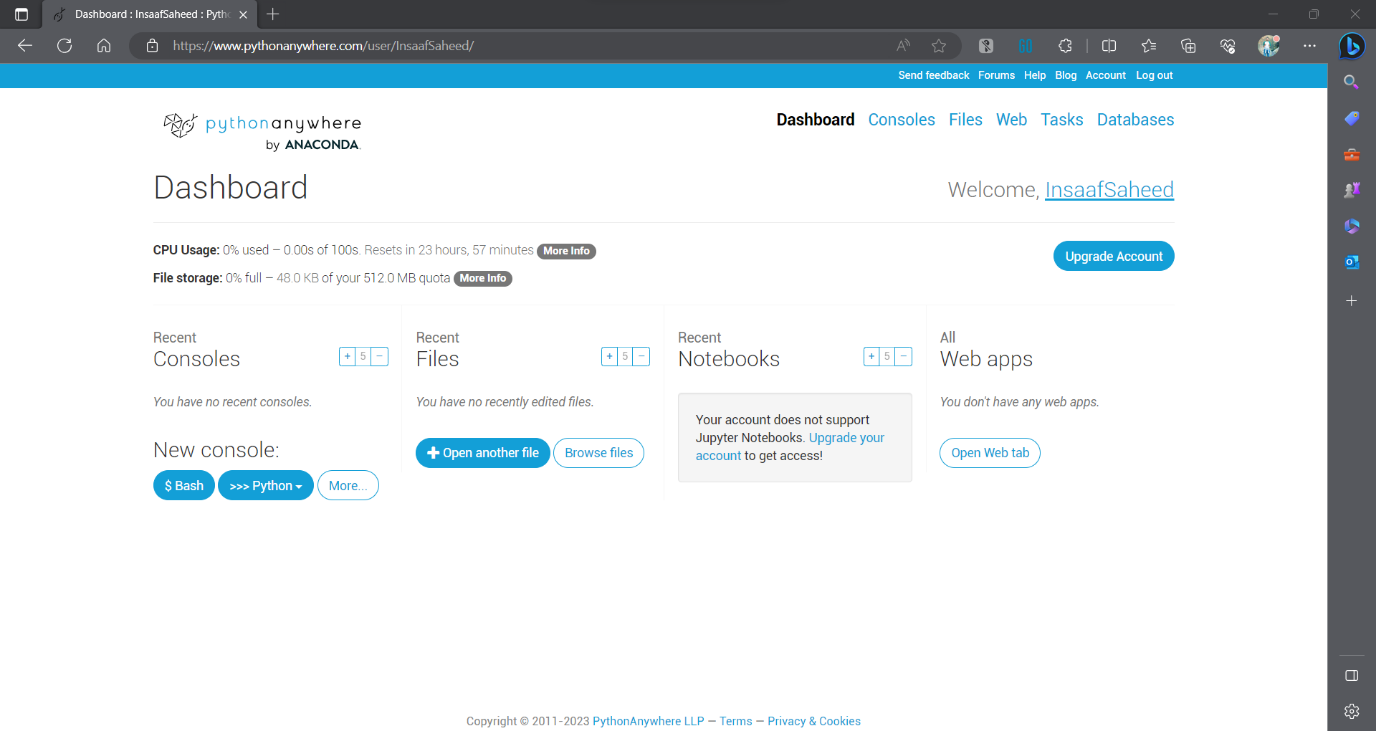 Dashboard : InsaafSaheed : Pytho
https://www.pythonanywhere.com/user/InsaafSaheed/
Send feedback Forums Help Blog Account Log out
pythonanywhere
by ANACONDA.
Dashboard Consoles Files Web Tasks Databases
Dashboard
Welcome, InsaafSaheed
CPU Usage: 0% used – 0.00s of 100s. Resets in 23 hours, 57 minutes More Info
File storage: 0% full – 48.0 KB of your 512.0 MB quota More Info
Upgrade Account
Recent
Consoles
+ 5 −
You have no recent consoles.
New console:
$ Bash >>> Python More...
Recent
Files
+ 5 −
You have no recently edited files.
+ Open another file Browse files
Recent
Notebooks
+ 5 −
Your account does not support
Jupyter Notebooks. Upgrade your
account to get access!
All
Web apps
You don't have any web apps.
Open Web tab
Copyright © 2011-2023 PythonAnywhere LLP — Terms — Privacy & Cookies